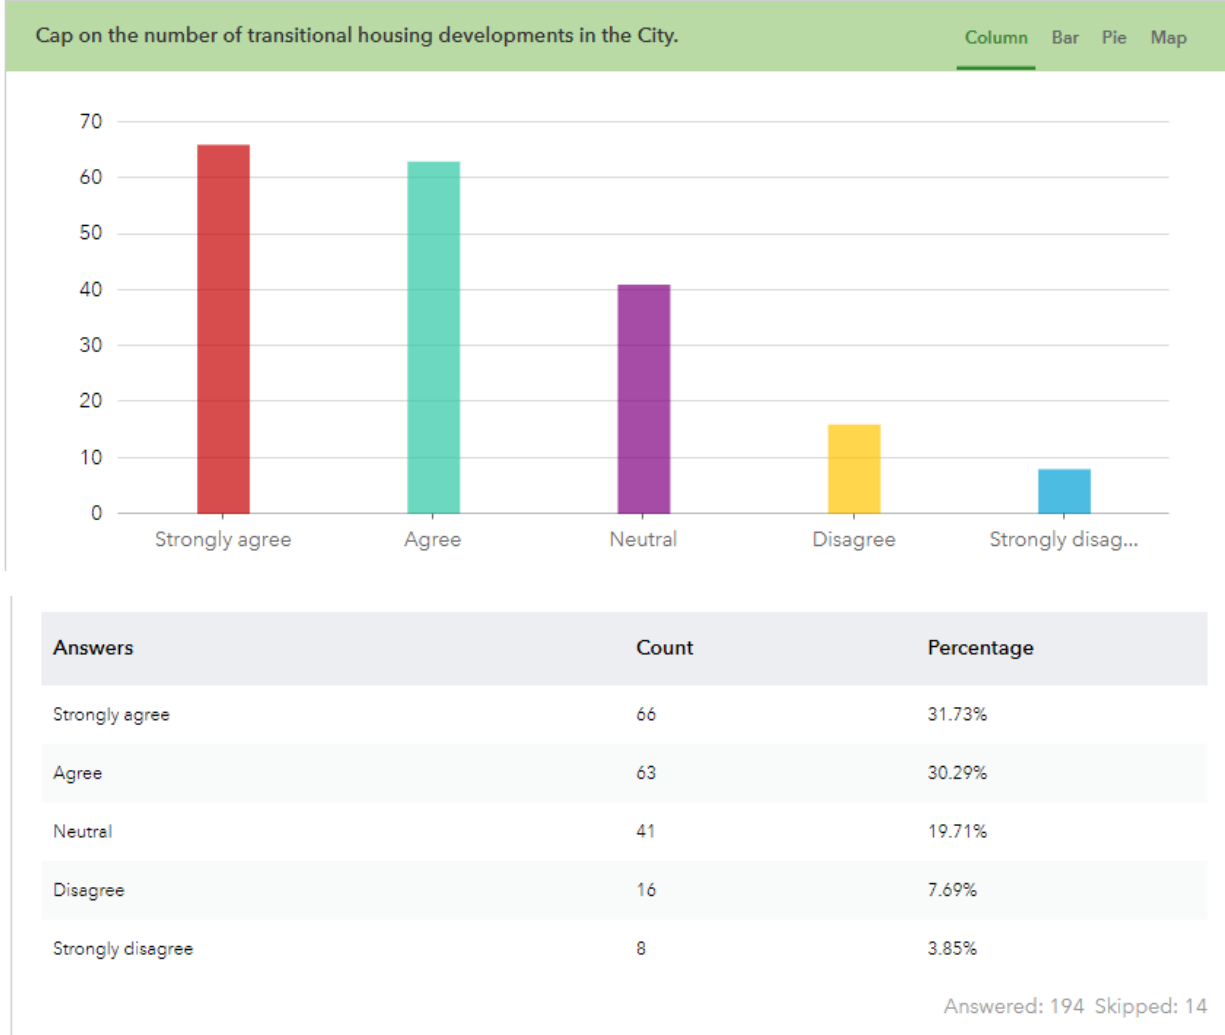 Cap on the number of transitional housing developments in the City.
Column Bar Pie Map
70
60
50
40
30
20
10
0
Strongly agree Agree Neutral Disagree Strongly disag...
Answers Count Percentage
Strongly agree 66 31.73%
Agree 63 30.29%
Neutral 41 19.71%
Disagree 16 7.69%
Strongly disagree 8 3.85%
Answered: 194 Skipped: 14